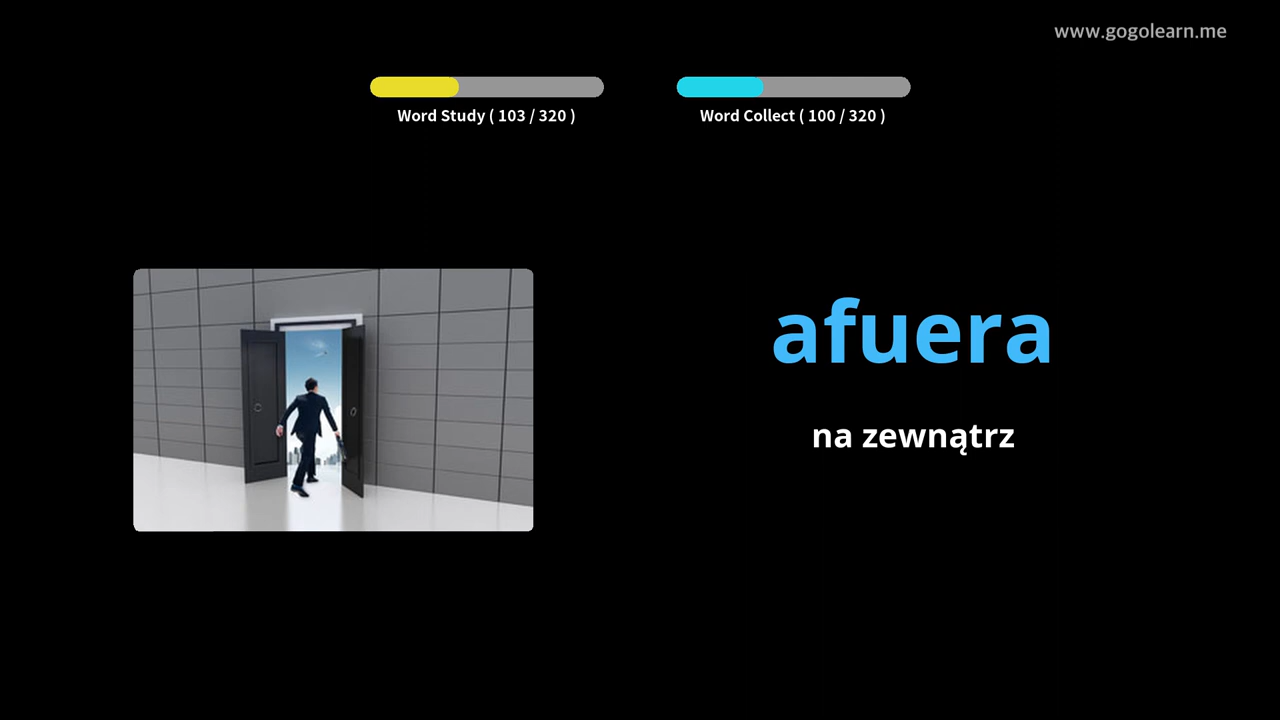 www.gogolearn.me
Word Study ( 103 / 320 )
Word Collect ( 100 / 320 )
afuera
na zewnątrz